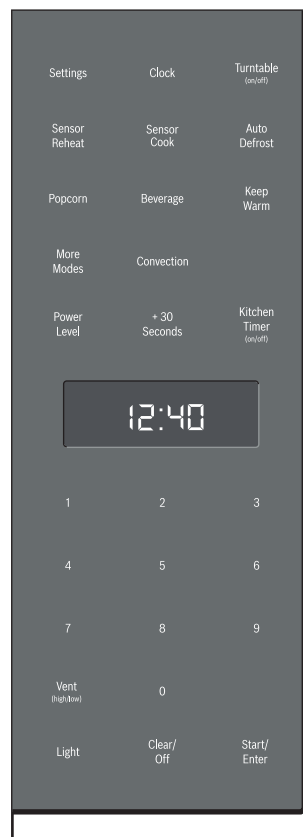 Settings
Clock
Turntable
(on/off)
Sensor
Reheat
Sensor
Cook
Auto
Defrost
Popcorn
Beverage
Keep
Warm
More
Modes
Convection
Power
Level
+ 30
Seconds
Kitchen
Timer
(on/off)
12:40
1
2
3
4
5
6
7
8
9
Vent
(high/low)
0
Light
Clear/
Off
Start/
Enter